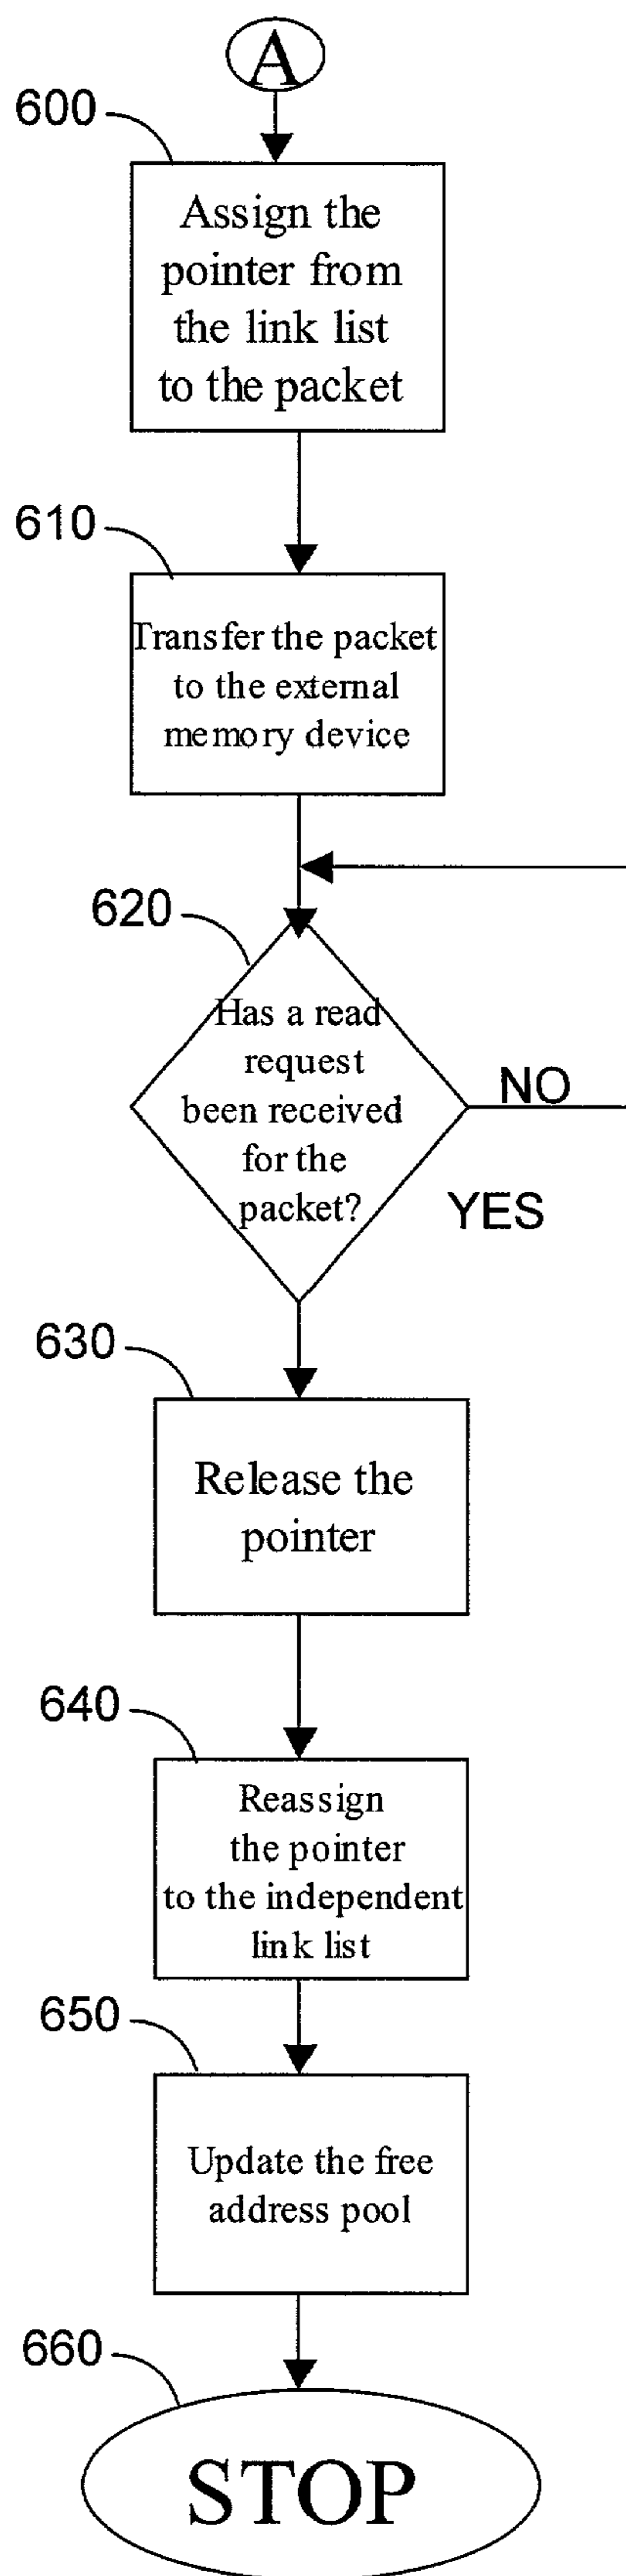 A
600
Assign the
pointer from
the link list
to the packet
610
Transfer the packet
to the external
memory device
620
Has a read
request
been received
for the
packet?
NO
YES
630
Release the
pointer
640
Reassign
the pointer
to the independent
link list
650
Update the free
address pool
660
STOP